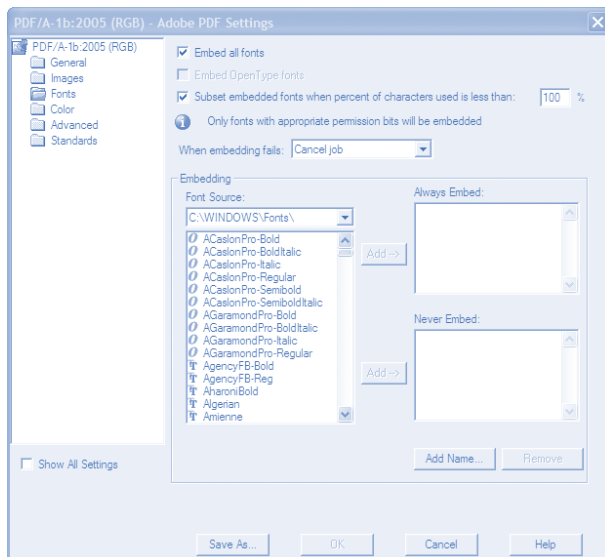 PDF/A-1b:2005 (RGB) - Adobe PDF Settings
PDF/A-1b:2005 (RGB)
General
Images
Fonts
Color
Advanced
Standards
Show All Settings
Embed all fonts
Embed OpenType fonts
Subset embedded fonts when percent of characters used is less than: 100 %
Only fonts with appropriate permission bits will be embedded
When embedding fails: Cancel job
Embedding
Font Source:
C:\WINDOWS\Fonts\
ACaslonPro-Bold
ACaslonPro-BoldItalic
ACaslonPro-Italic
ACaslonPro-Regular
ACaslonPro-Semibold
ACaslonPro-SemiboldItalic
AGaramondPro-Bold
AGaramondPro-BoldItalic
AGaramondPro-Italic
AGaramondPro-Regular
AgencyFB-Bold
AgencyFB-Reg
AharoniBold
Algerian
Amienne
Add -->
Add -->
Always Embed:
Never Embed:
Add Name...
Remove
Save As...
OK
Cancel
Help